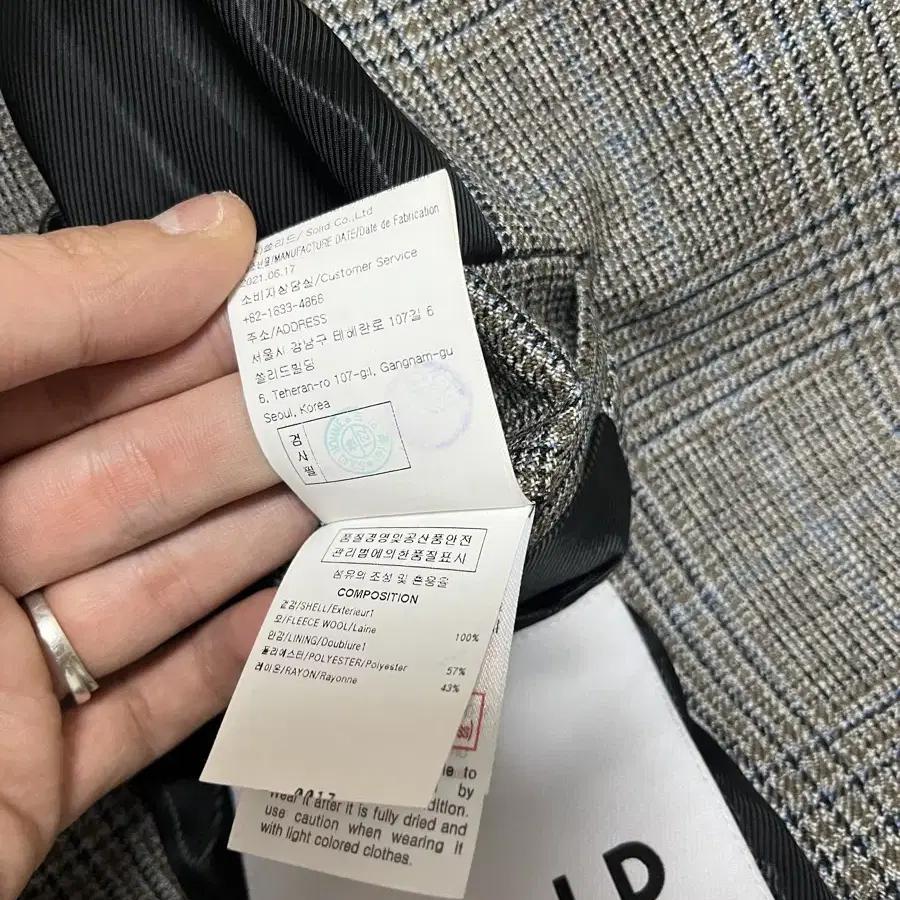 쏠리드/ Solid Co.,Ltd
MANUFACTURE DATE/Date de Fabrication
2021.06.17
소비자상담실/Customer Service
+82-1633-4866
주소/ADDRESS
서울시 강남구 테헤란로 107길 6
쏠리드빌딩
6, Teheran-ro 107-gil, Gangnam-gu
Seoul, Korea
검사필
품질경영및공산품안전
관리법에의한품질표시
섬유의 조성 및 혼용율
COMPOSITION
겉감/SHELL/Exterieur1
모/FLEECE WOOL/Laine 100%
안감/LINING/Doublure1
폴리에스터/POLYESTER/Polyester 57%
레이온/RAYON/Rayonne 43%
to
by
wear it after it is fully dried and
use caution when wearing it
with light colored clothes.